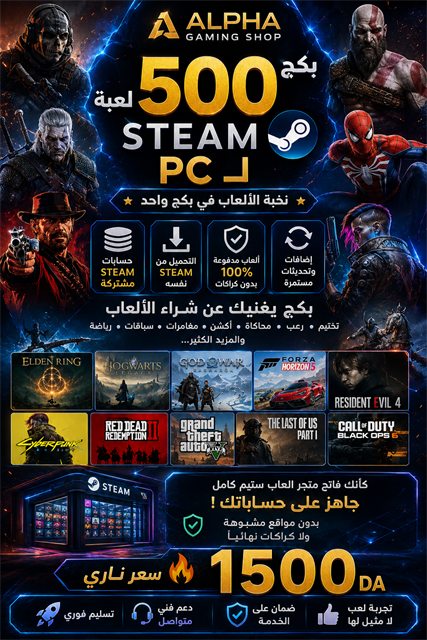 ALPHA
GAMING SHOP
بكج
500 لعبة
STEAM
لـ PC
نخبة الألعاب في بكج واحد
إضافات
وتحديثات
مستمرة
ألعاب مدفوعة
100%
بدون كراكات
التحميل من
STEAM
نفسه
حسابات
STEAM
مشتركة
بكج يغنيك عن شراء الألعاب
تختيم • رعب • محاكاة • أكشن • مغامرات • سباقات • رياضة
والمزيد الكثير...
ELDEN RING
HOGWARTS
GOD OF WAR
FORZA
HORIZON 5
RESIDENT EVIL 4
Cyberpunk
RED DEAD
REDEMPTION II
grand
theft
auto V
THE LAST OF US
PART I
CALL OF DUTY
BLACK OPS 6
STEAM
كأنك فاتح متجر العاب ستيم كامل
جاهز على حساباتك !
بدون مواقع مشبوهة
ولا كراكات نهائياً
سعر ناري
1500 DA
تجربة لعب
لا مثيل لها
ضمان على
الخدمة
دعم فني
متواصل
تسليم فوري